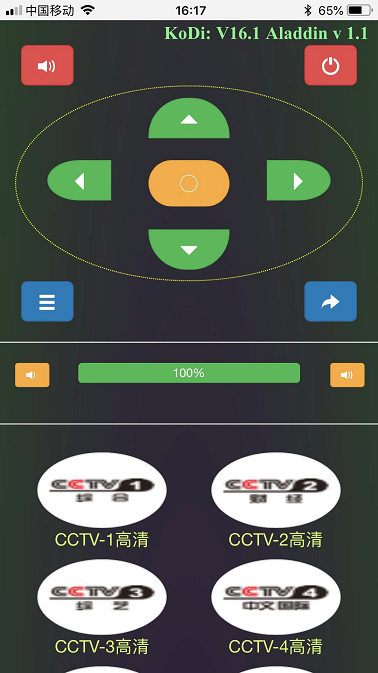 中国移动 16:17 65%
KoDi: V16.1 Aladdin v 1.1
100%
CCTV 1 CCTV 2
综合 财经
CCTV-1高清 CCTV-2高清
CCTV 3 CCTV 4
综艺 中文国际
CCTV-3高清 CCTV-4高清